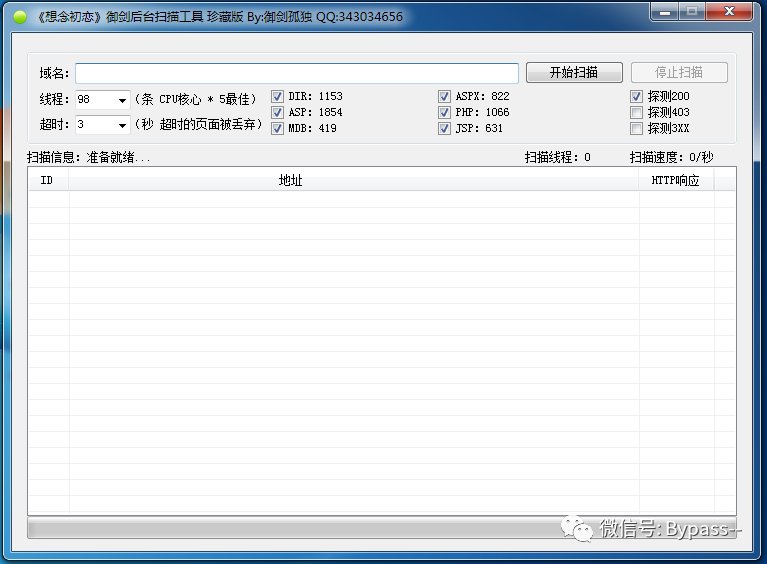 《想念初恋》御剑后台扫描工具 珍藏版 By:御剑孤独 QQ:343034656
域名： 开始扫描 停止扫描
线程： 98 (条 CPU核心 * 5最佳) DIR: 1153 ASPX: 822 探测200
ASP: 1854 PHP: 1066 探测403
超时： 3 (秒 超时的页面被丢弃) MDB: 419 JSP: 631 探测3XX
扫描信息：准备就绪... 扫描线程：0 扫描速度：0/秒
ID 地址 HTTP响应
微信号: Bypass--